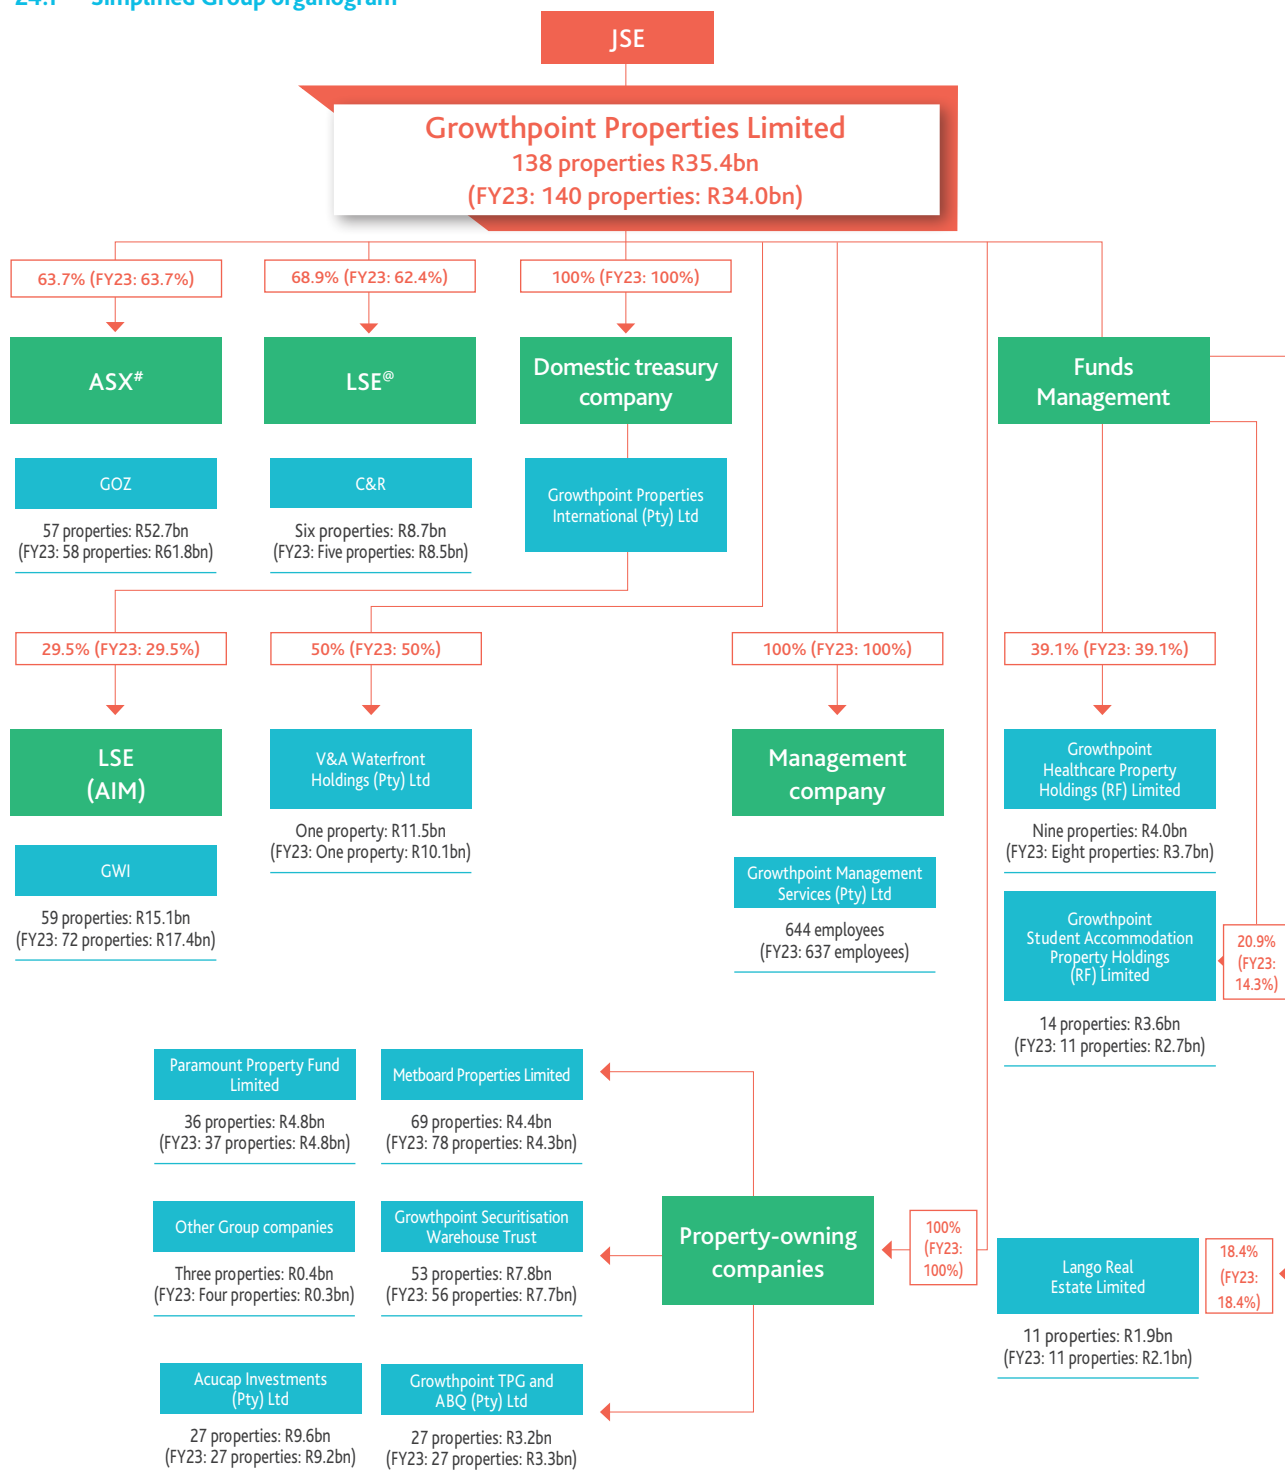 24.1 Simplified Group organogram
JSE
Growthpoint Properties Limited
138 properties R35.4bn
(FY23: 140 properties: R34.0bn)
63.7% (FY23: 63.7%)
68.9% (FY23: 62.4%)
100% (FY23: 100%)
ASX#
LSE@
Domestic treasury
company
Funds
Management
GOZ
57 properties: R52.7bn
(FY23: 58 properties: R61.8bn)
C&R
Six properties: R8.7bn
(FY23: Five properties: R8.5bn)
Growthpoint Properties
International (Pty) Ltd
29.5% (FY23: 29.5%)
50% (FY23: 50%)
100% (FY23: 100%)
39.1% (FY23: 39.1%)
LSE
(AIM)
GWI
59 properties: R15.1bn
(FY23: 72 properties: R17.4bn)
V&A Waterfront
Holdings (Pty) Ltd
One property: R11.5bn
(FY23: One property: R10.1bn)
Management
company
Growthpoint Management
Services (Pty) Ltd
644 employees
(FY23: 637 employees)
Growthpoint
Healthcare Property
Holdings (RF) Limited
Nine properties: R4.0bn
(FY23: Eight properties: R3.7bn)
Growthpoint
Student Accommodation
Property Holdings
(RF) Limited
20.9%
(FY23:
14.3%)
14 properties: R3.6bn
(FY23: 11 properties: R2.7bn)
Paramount Property Fund
Limited
36 properties: R4.8bn
(FY23: 37 properties: R4.8bn)
Metboard Properties Limited
69 properties: R4.4bn
(FY23: 78 properties: R4.3bn)
Other Group companies
Three properties: R0.4bn
(FY23: Four properties: R0.3bn)
Growthpoint Securitisation
Warehouse Trust
53 properties: R7.8bn
(FY23: 56 properties: R7.7bn)
Property-owning
companies
100%
(FY23:
100%)
Lango Real
Estate Limited
18.4%
(FY23:
18.4%)
11 properties: R1.9bn
(FY23: 11 properties: R2.1bn)
Acucap Investments
(Pty) Ltd
27 properties: R9.6bn
(FY23: 27 properties: R9.2bn)
Growthpoint TPG and
ABQ (Pty) Ltd
27 properties: R3.2bn
(FY23: 27 properties: R3.3bn)